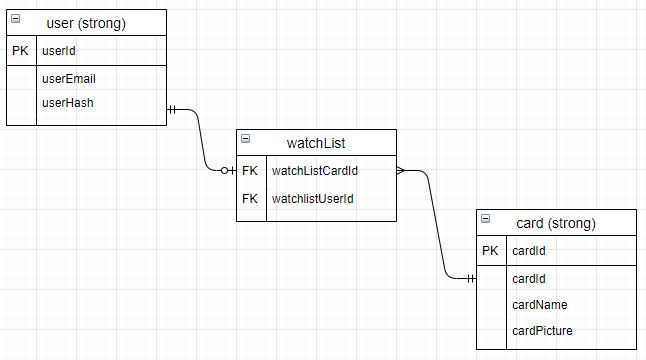 user (strong)
PK userId
userEmail
userHash
watchList
FK watchListCardId
FK watchlistUserId
card (strong)
PK cardId
cardId
cardName
cardPicture